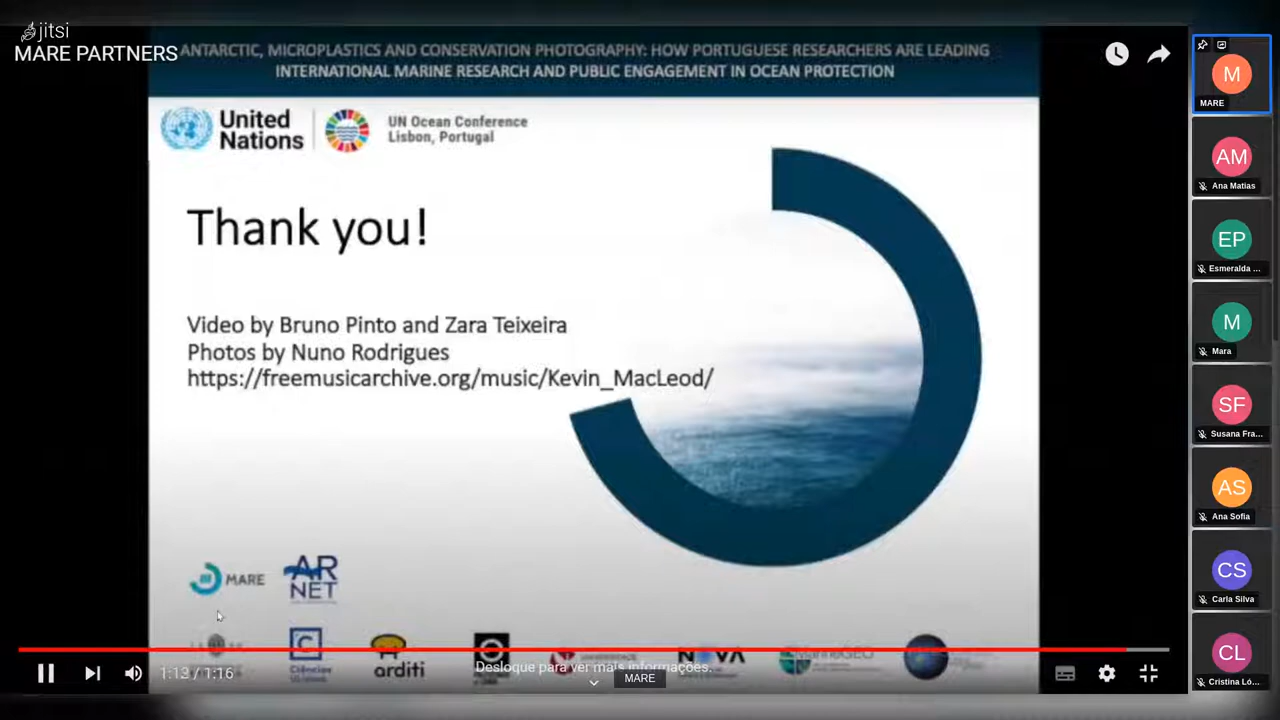 jitsi
MARE PARTNERS
ANTARCTIC, MICROPLASTICS AND CONSERVATION PHOTOGRAPHY: HOW PORTUGUESE RESEARCHERS ARE LEADING
INTERNATIONAL MARINE RESEARCH AND PUBLIC ENGAGEMENT IN OCEAN PROTECTION
United
Nations
UN Ocean Conference
Lisbon, Portugal
Thank you!
Video by Bruno Pinto and Zara Teixeira
Photos by Nuno Rodrigues
https://freemusicarchive.org/music/Kevin_MacLeod/
MARE
AR
NET
Ciências
arditi
NOVA
1:13 / 1:16
Desloque para ver mais informações.
MARE
M
MARE
AM
Ana Matias
EP
Esmeralda ...
M
Mara
SF
Susana Fra...
AS
Ana Sofia
CS
Carla Silva
CL
Cristina Ló...